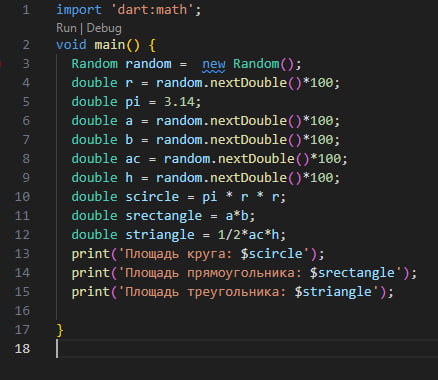 1 import 'dart:math';
Run | Debug
2 void main() {
3 Random random =  new Random();
4 double r = random.nextDouble()*100;
5 double pi = 3.14;
6 double a = random.nextDouble()*100;
7 double b = random.nextDouble()*100;
8 double ac = random.nextDouble()*100;
9 double h = random.nextDouble()*100;
10 double scircle = pi * r * r;
11 double srectangle = a*b;
12 double striangle = 1/2*ac*h;
13 print('Площадь круга: $scircle');
14 print('Площадь прямоугольника: $srectangle');
15 print('Площадь треугольника: $striangle');
16
17 }
18